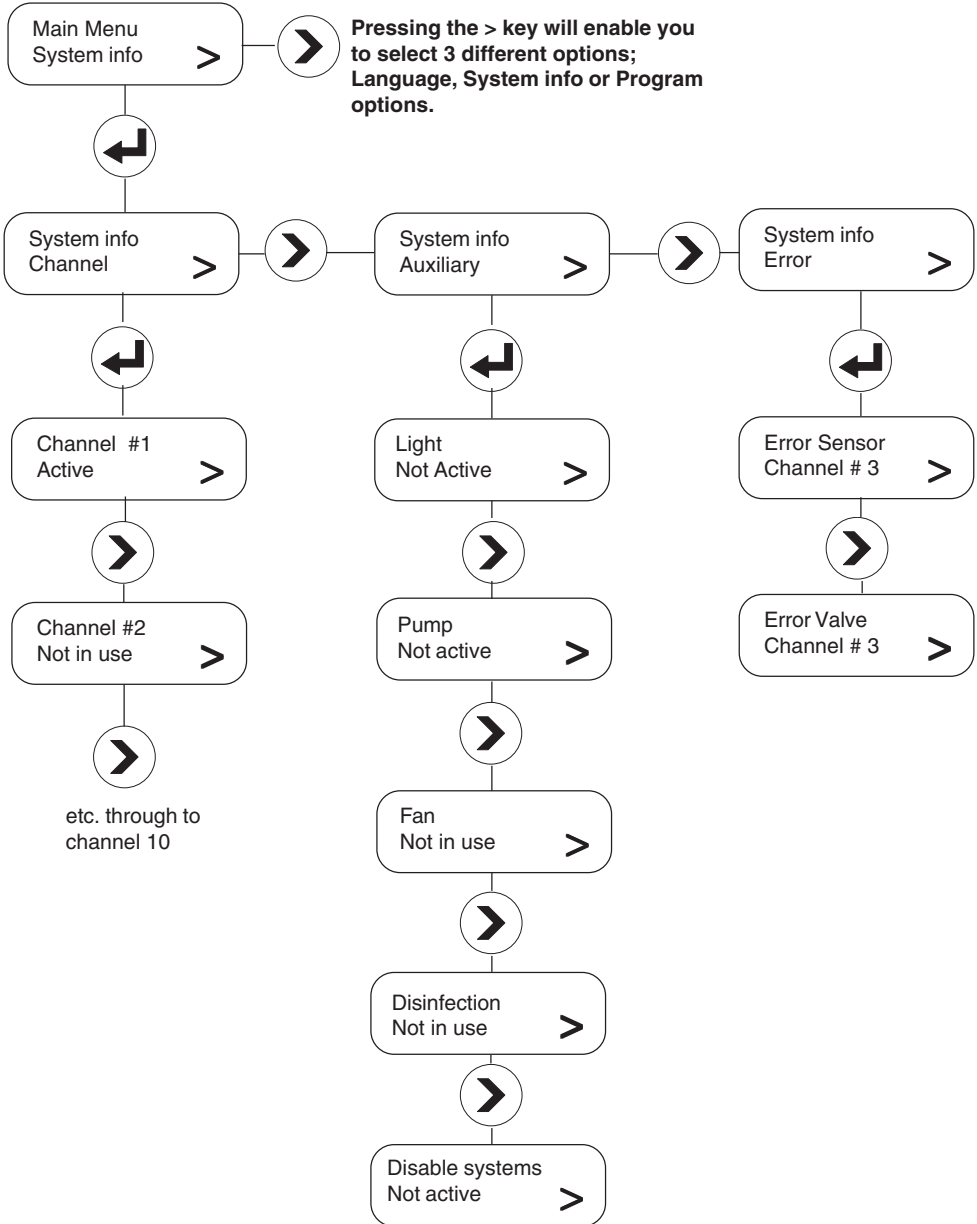 Main Menu
System info >
Pressing the > key will enable you
to select 3 different options;
Language, System info or Program
options.
System info
Channel >
System info
Auxiliary >
System info
Error >
Channel #1
Active >
Light
Not Active >
Error Sensor
Channel # 3 >
Channel #2
Not in use >
Pump
Not active >
Error Valve
Channel # 3 >
etc. through to
channel 10
Fan
Not in use >
Disinfection
Not in use >
Disable systems
Not active >